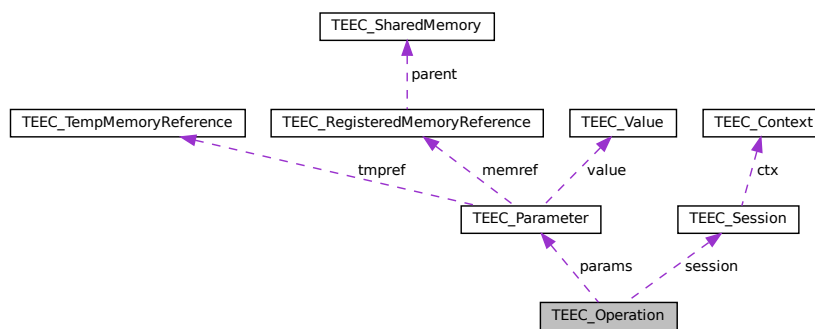 TEEC_SharedMemory
parent
TEEC_TempMemoryReference
TEEC_RegisteredMemoryReference
TEEC_Value
TEEC_Context
tmpref
memref
value
ctx
TEEC_Parameter
TEEC_Session
params
session
TEEC_Operation